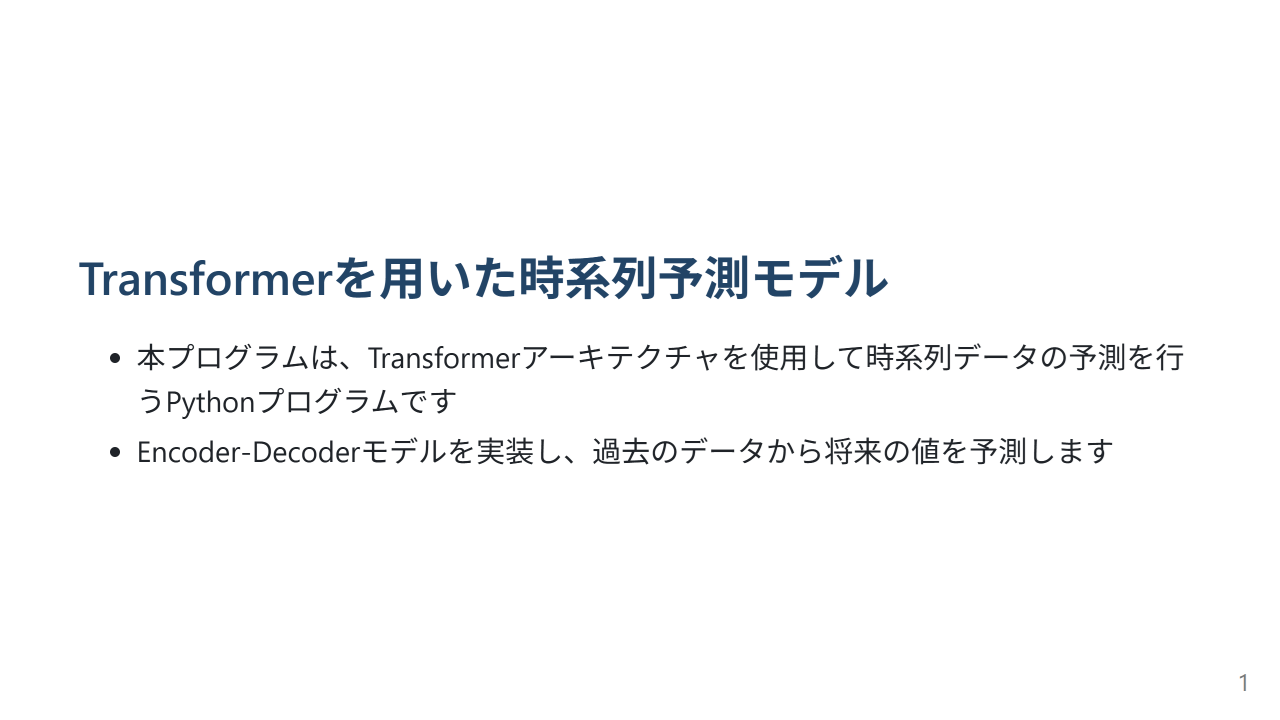 Transformerを用いた時系列予測モデル
• 本プログラムは、Transformerアーキテクチャを使用して時系列データの予測を行
うPythonプログラムです
• Encoder-Decoderモデルを実装し、過去のデータから将来の値を予測します
1